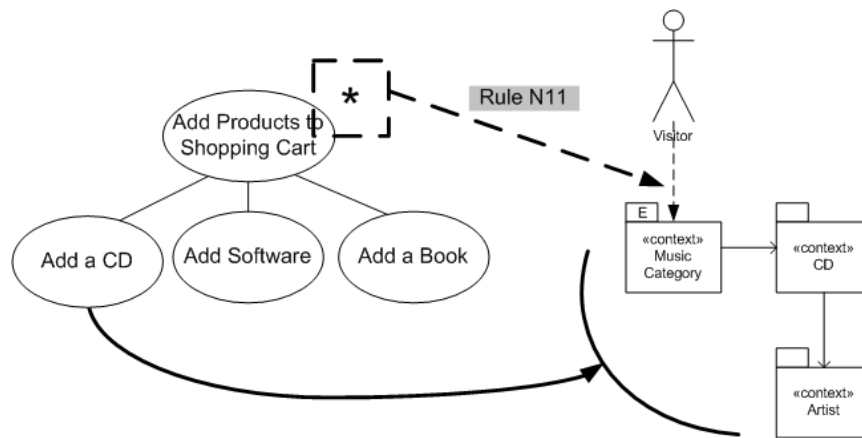 *
Add Products to
Shopping Cart
Rule N11
Visitor
Add a CD
Add Software
Add a Book
E
«context»
Music
Category
«context»
CD
«context»
Artist